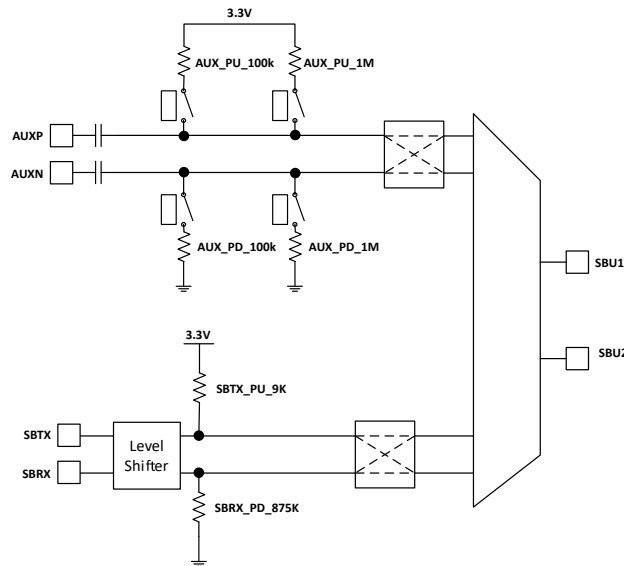 3.3V
AUX_PU_100k
AUX_PU_1M
AUXP
AUXN
AUX_PD_100k
AUX_PD_1M
SBU1
SBU2
3.3V
SBTX_PU_9K
SBTX
Level
Shifter
SBRX
SBRX_PD_875K